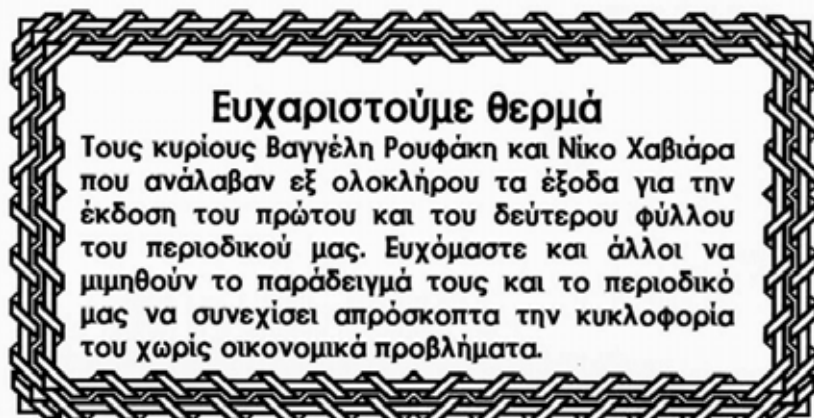 Ευχαριστούμε θερμά
Τους κυρίους Βαγγέλη Ρουφάκη και Νίκο Χαβιάρα
που ανάλαβαν εξ ολοκλήρου τα έξοδα για την
έκδοση του πρώτου και του δεύτερου φύλλου
του περιοδικού μας. Ευχόμαστε και άλλοι να
μιμηθούν το παράδειγμά τους και το περιοδικό
μας να συνεχίσει απρόσκοπτα την κυκλοφορία
του χωρίς οικονομικά προβλήματα.